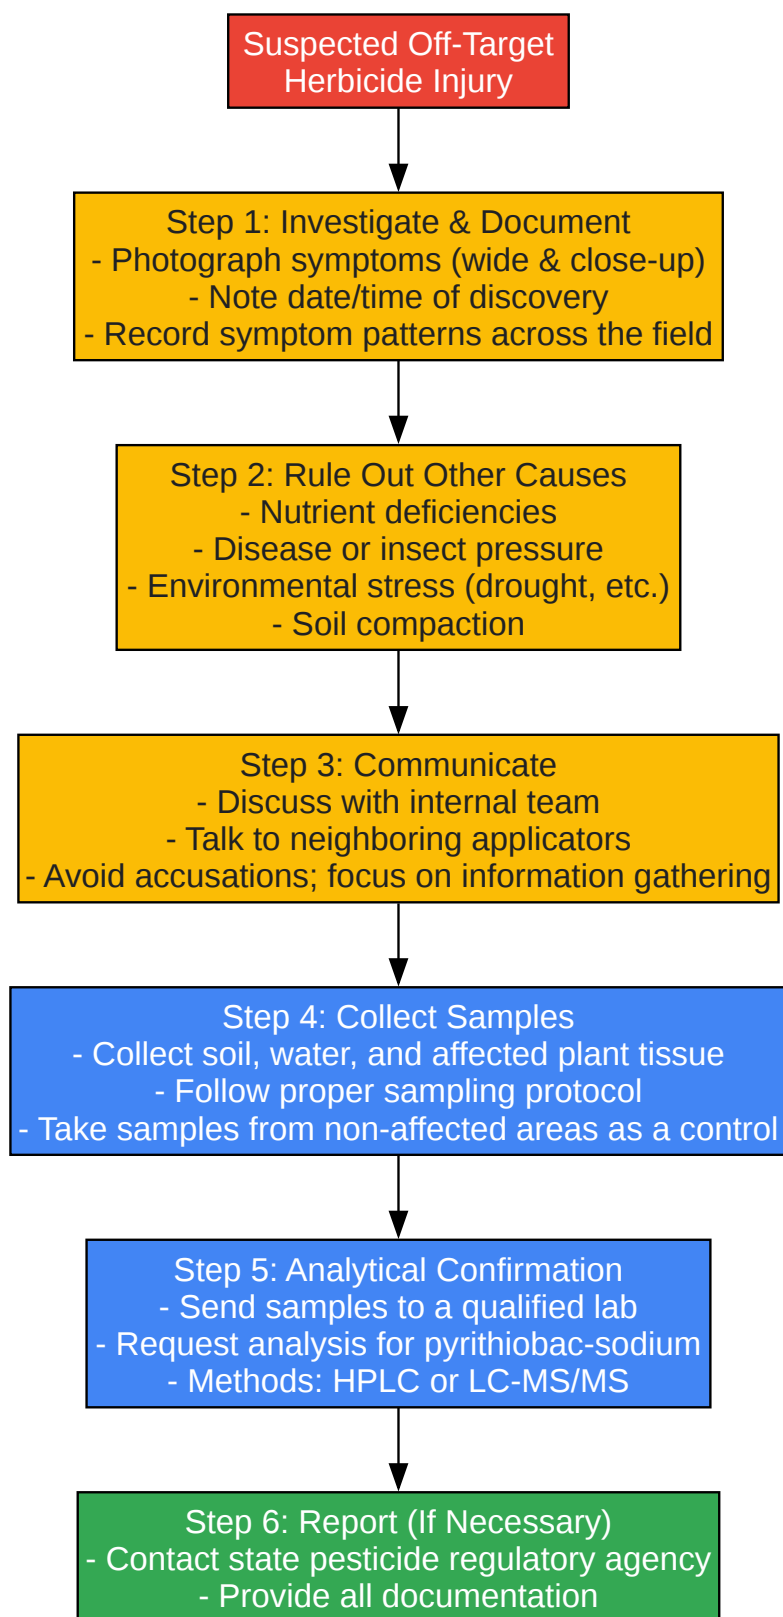 Suspected Off-Target
Herbicide Injury
Step 1: Investigate & Document
- Photograph symptoms (wide & close-up)
- Note date/time of discovery
- Record symptom patterns across the field
Step 2: Rule Out Other Causes
- Nutrient deficiencies
- Disease or insect pressure
- Environmental stress (drought, etc.)
- Soil compaction
Step 3: Communicate
- Discuss with internal team
- Talk to neighboring applicators
- Avoid accusations; focus on information gathering
Step 4: Collect Samples
- Collect soil, water, and affected plant tissue
- Follow proper sampling protocol
- Take samples from non-affected areas as a control
Step 5: Analytical Confirmation
- Send samples to a qualified lab
- Request analysis for pyrithiobac-sodium
- Methods: HPLC or LC-MS/MS
Step 6: Report (If Necessary)
- Contact state pesticide regulatory agency
- Provide all documentation